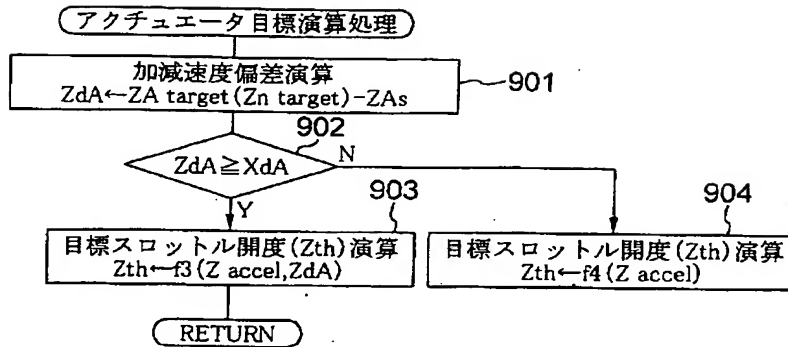 アクチュエータ目標演算処理
加減速度偏差演算
ZdA←ZA target(Zn target)-ZAs
901
902
ZdA≧XdA
N
Y
903
目標スロットル開度(Zth)演算
Zth←f3(Z accel,ZdA)
904
目標スロットル開度(Zth)演算
Zth←f4(Z accel)
RETURN